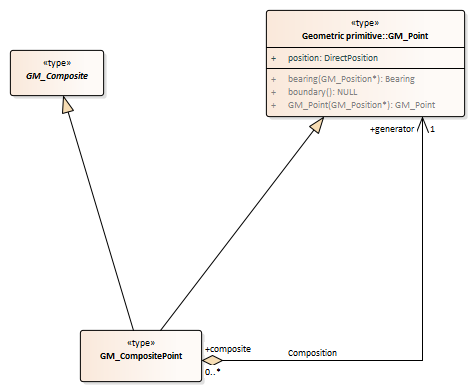 «type»
Geometric primitive::GM_Point
+ position: DirectPosition
+ bearing(GM_Position*): Bearing
+ boundary(): NULL
+ GM_Point(GM_Position*): GM_Point
«type»
GM_Composite
+generator 1
«type»
GM_CompositePoint
+composite
Composition
0..*